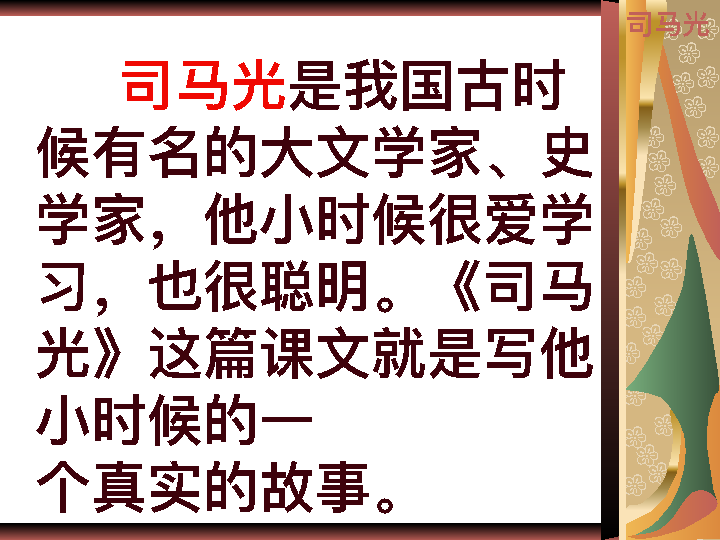 司马光
司马光是我国古时
候有名的大文学家、史
学家，他小时候很爱学
习，也很聪明。《司马
光》这篇课文就是写他
小时候的一
个真实的故事。